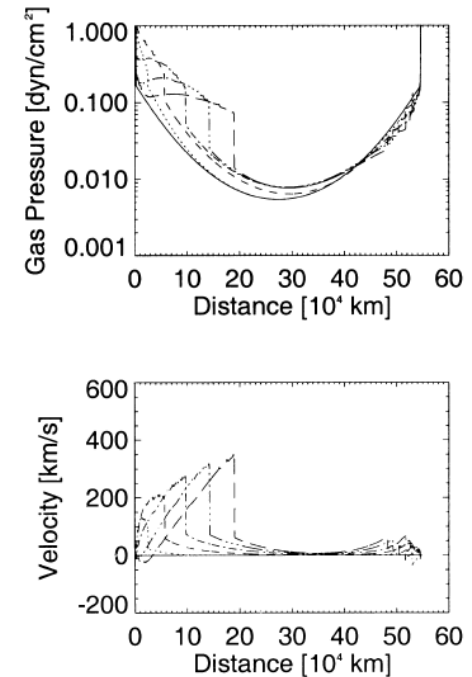 Gas Pressure [dyn/cm²]
1.000
0.100
0.010
0.001
0 10 20 30 40 50 60
Distance [10⁴ km]
Velocity [km/s]
600
400
200
0
-200
0 10 20 30 40 50 60
Distance [10⁴ km]